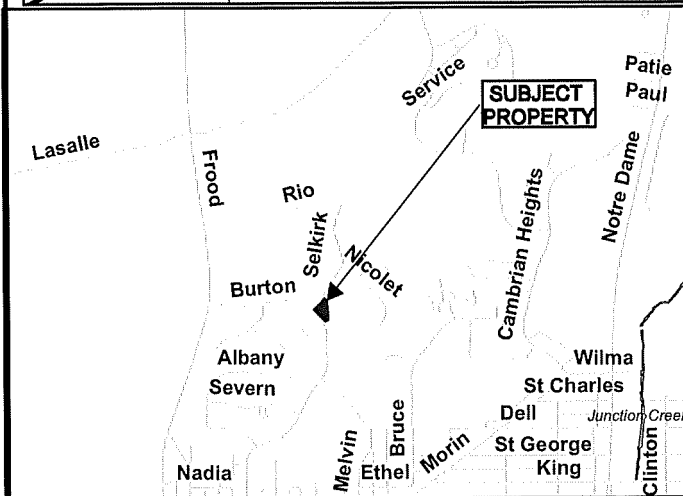 Patie
Service
SUBJECT
PROPERTY
Paul
Lasalle
Frood
Notre Dame
Rio
Cambrian Heights
Selkirk
Nicolet
Burton
Albany
Wilma
Severn
St Charles
Dell
Junction Creek
Bruce
Morin
St George
Melvin
Clinton
Nadia
Ethel
King